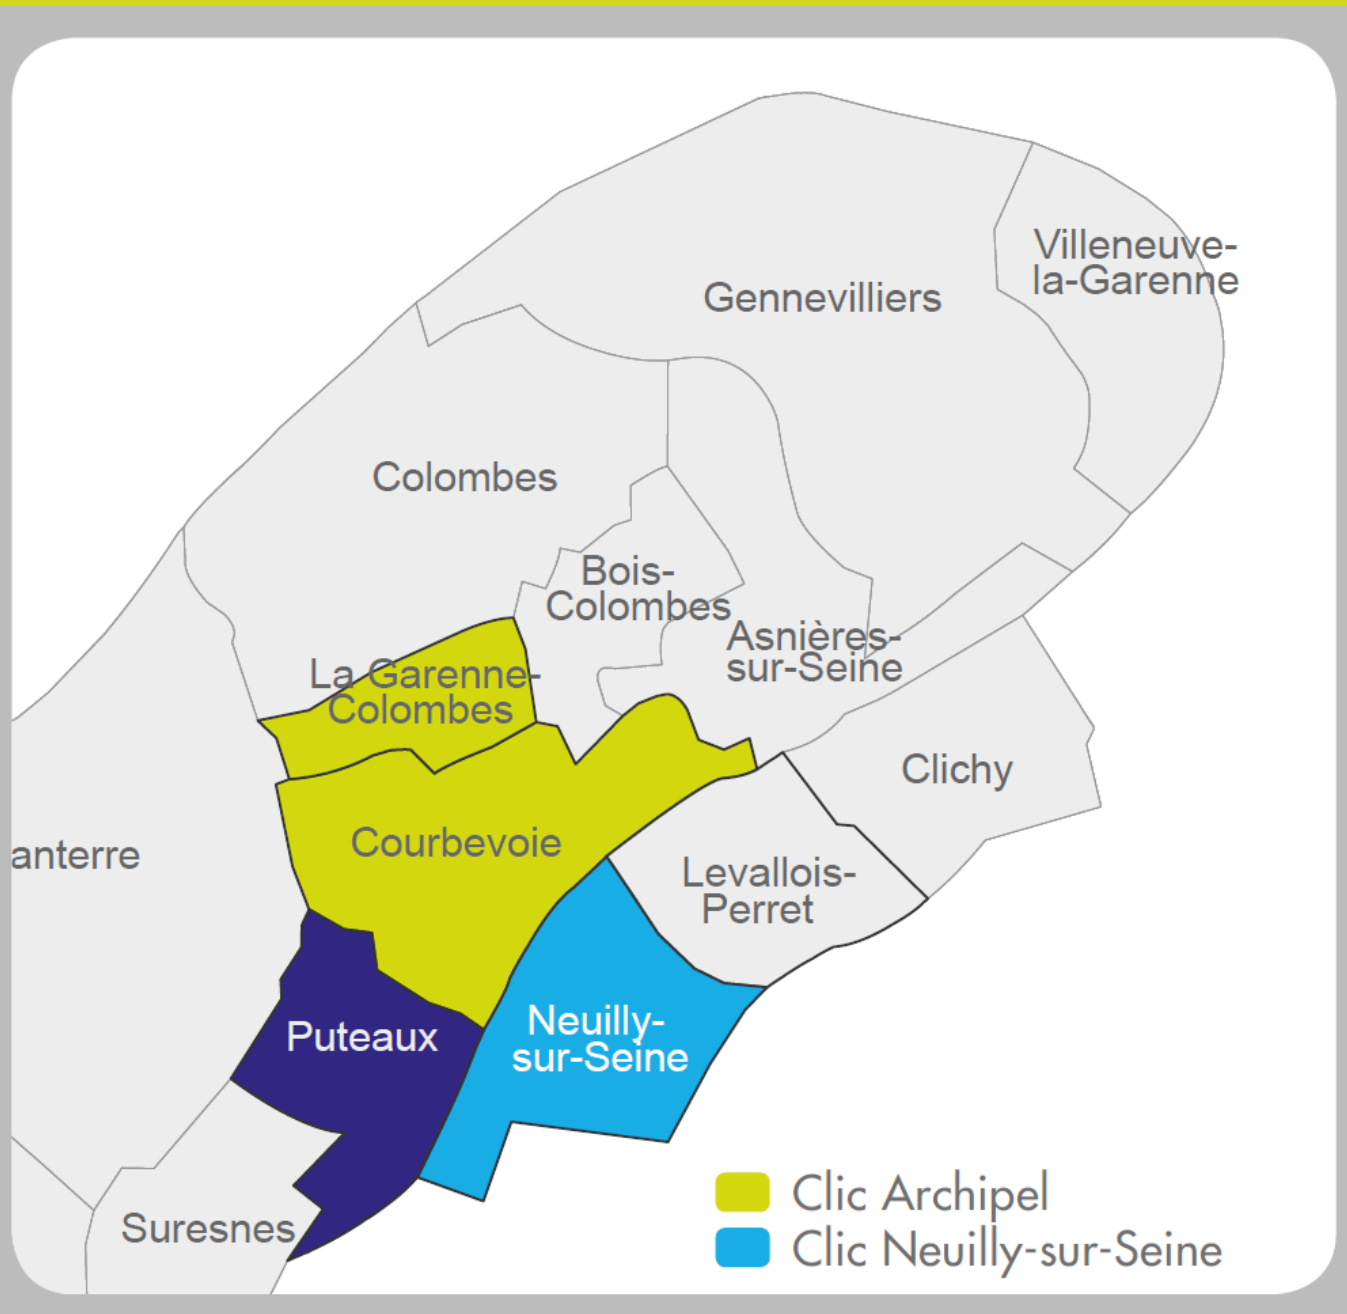 Villeneuve-
la-Garenne
Gennevilliers
Colombes
Bois-
Colombes
Asnières-
sur-Seine
La Garenne-
Colombes
Clichy
Courbevoie
anterre
Levallois-
Perret
Neuilly-
sur-Seine
Puteaux
Suresnes
Clic Archipel
Clic Neuilly-sur-Seine